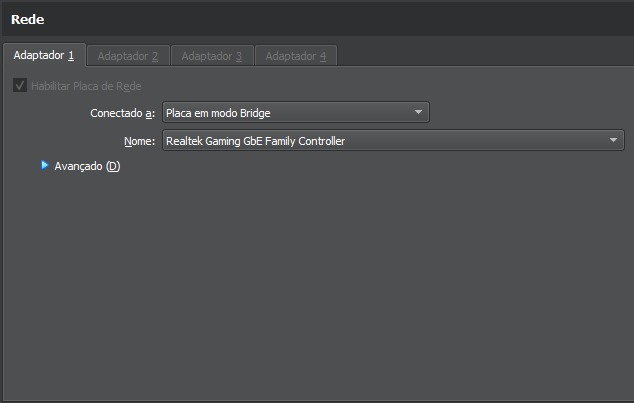 Rede
Adaptador 1 Adaptador 2 Adaptador 3 Adaptador 4
Habilitar Placa de Rede
Conectado a: Placa em modo Bridge
Nome: Realtek Gaming GbE Family Controller
Avançado (D)